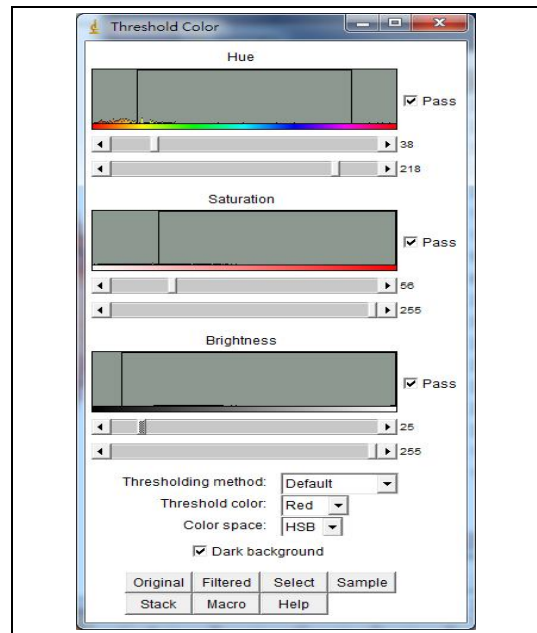 Threshold Color
Hue
Pass
38
218
Saturation
Pass
56
255
Brightness
Pass
25
255
Thresholding method: Default
Threshold color: Red
Color space: HSB
Dark background
Original Filtered Select Sample
Stack Macro Help